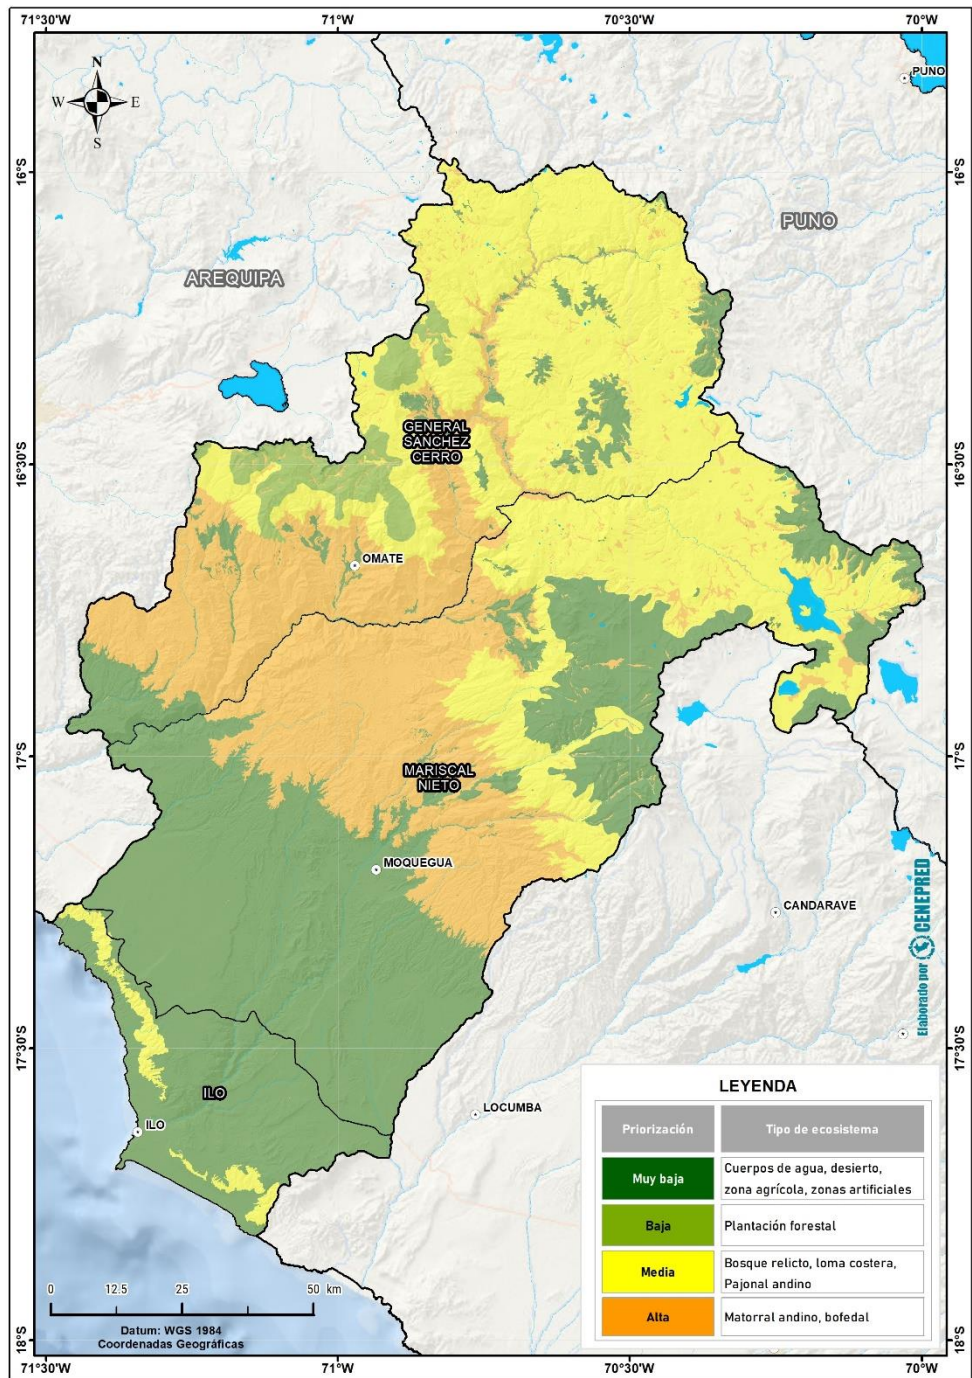 71°30'W 71°W 70°30'W 70°W
N
W E
S
PUNO
16°S 16°S
PUNO
AREQUIPA
GENERAL
SANCHEZ
CERRO
16°30'S 16°30'S
OMATE
17°S 17°S
MARISCAL
NIETO
MOQUEGUA
CANDARAVE
Elaborado por CENEPRED
17°30'S 17°30'S
ILO
ILO
LOCUMBA
LEYENDA
Priorización Tipo de ecosistema
Muy baja Cuerpos de agua, desierto,
zona agrícola, zonas artificiales
Baja Plantación forestal
Media Bosque relicto, loma costera,
Pajonal andino
Alta Matorral andino, bofedal
0 12.5 25 50 km
Datum: WGS 1984
Coordenadas Geográficas
18°S 18°S
71°30'W 71°W 70°30'W 70°W